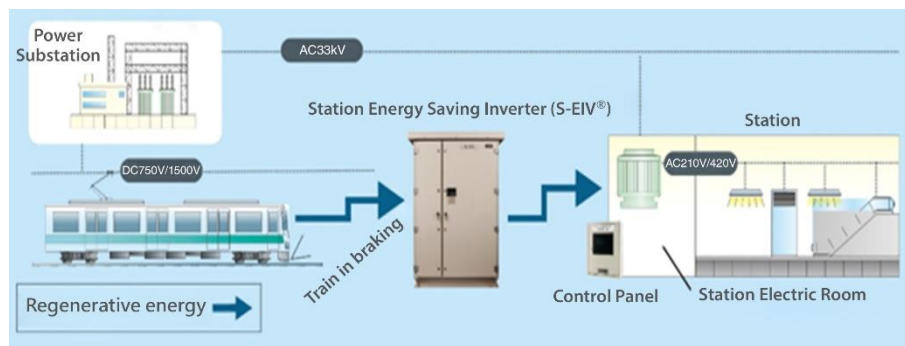 Power
Substation
AC33kV
Station Energy Saving Inverter (S-EIV®)
Station
DC750V/1500V
AC210V/420V
Train in braking
Control Panel
Station Electric Room
Regenerative energy